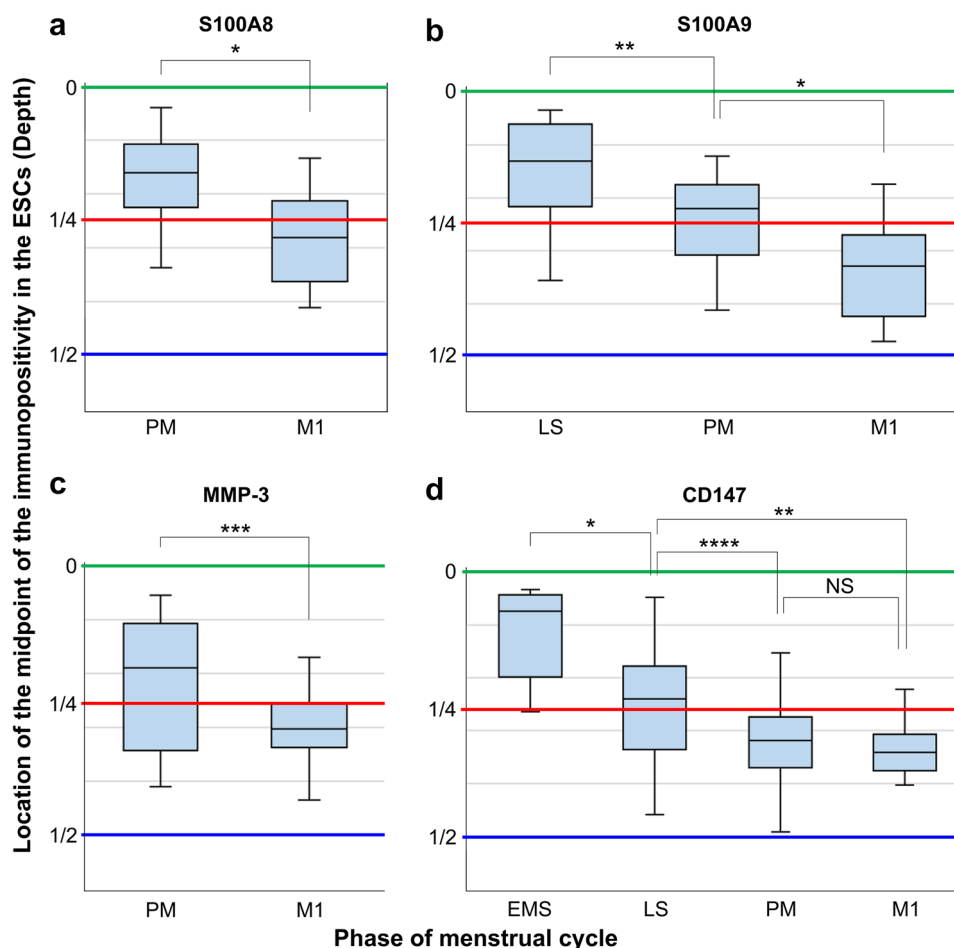 Location of the midpoint of the immunopositivity in the ESCs (Depth)
a
S100A8
*
0
1/4
1/2
PM M1
b
S100A9
**
*
0
1/4
1/2
LS PM M1
c
MMP-3
***
0
1/4
1/2
PM M1
d
CD147
*
**
****
NS
0
1/4
1/2
EMS LS PM M1
Phase of menstrual cycle